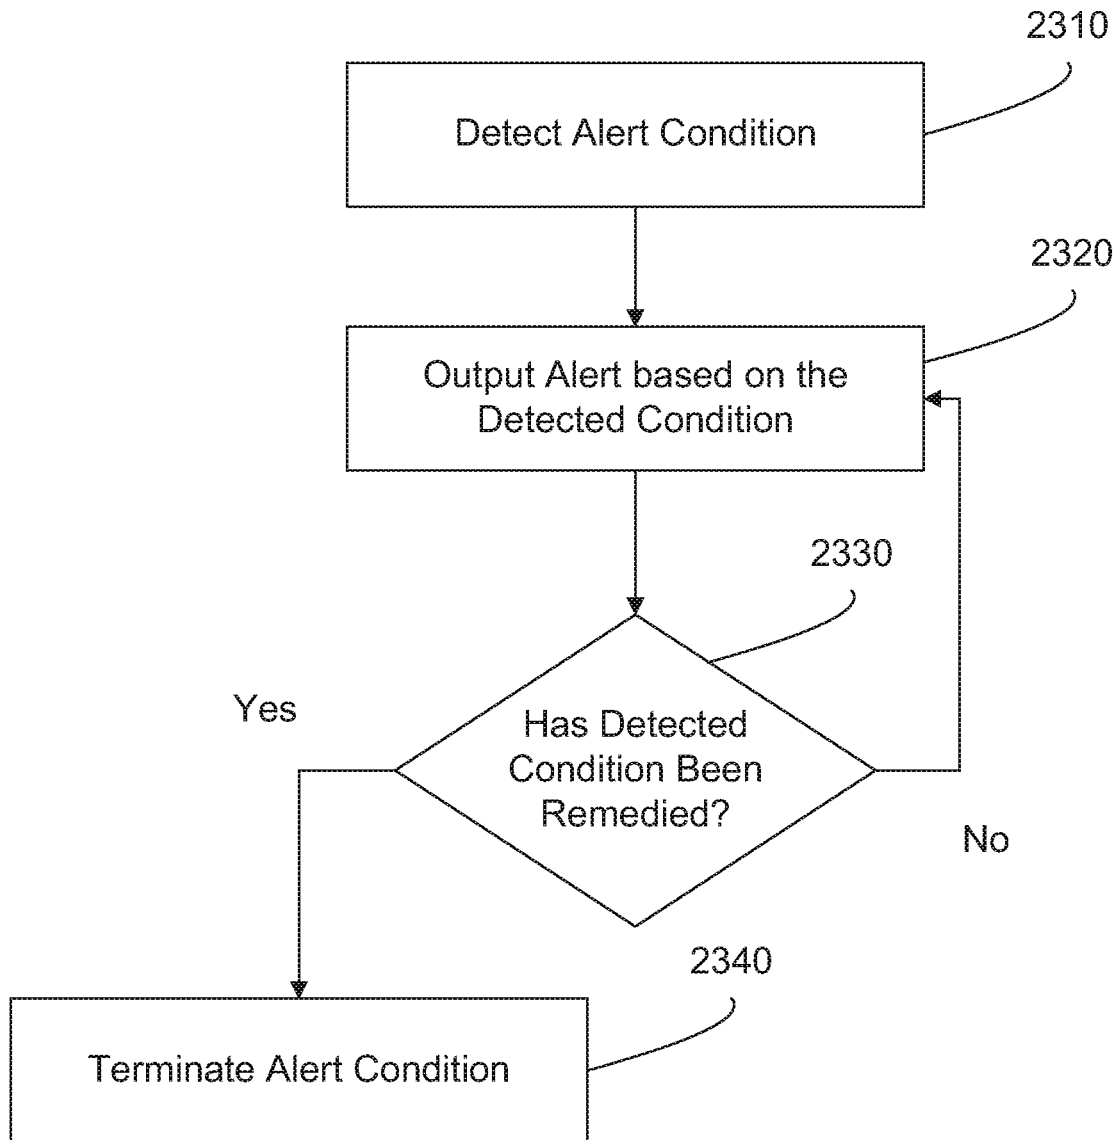 2310
Detect Alert Condition
2320
Output Alert based on the
Detected Condition
2330
Yes
Has Detected
Condition Been
Remedied?
No
2340
Terminate Alert Condition